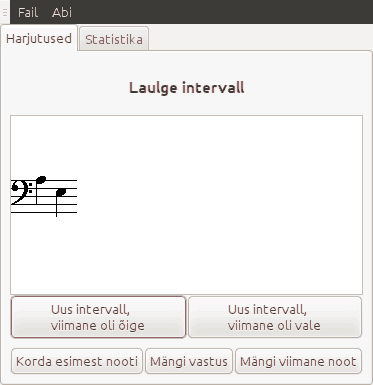 Fail Abi
Harjutused Statistika
Laulge intervall
Uus intervall,
viimane oli õige
Uus intervall,
viimane oli vale
Korda esimest nooti Mängi vastus Mängi viimane noot